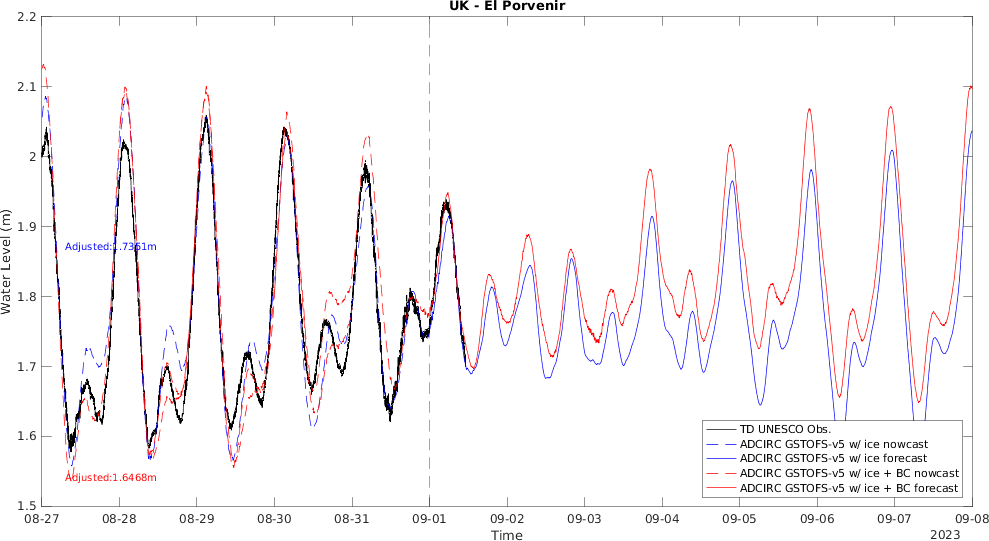 UK - El Porvenir
2.2
2.1
2
1.9
1.8
1.7
1.6
1.5
Water Level (m)
Adjusted:1.7351m
Adjusted:1.6468m
TD UNESCO Obs.
ADCIRC GSTOFS-v5 w/ ice nowcast
ADCIRC GSTOFS-v5 w/ ice forecast
ADCIRC GSTOFS-v5 w/ ice + BC nowcast
ADCIRC GSTOFS-v5 w/ ice + BC forecast
08-27 08-28 08-29 08-30 08-31 09-01 09-02 09-03 09-04 09-05 09-06 09-07 09-08
Time
2023